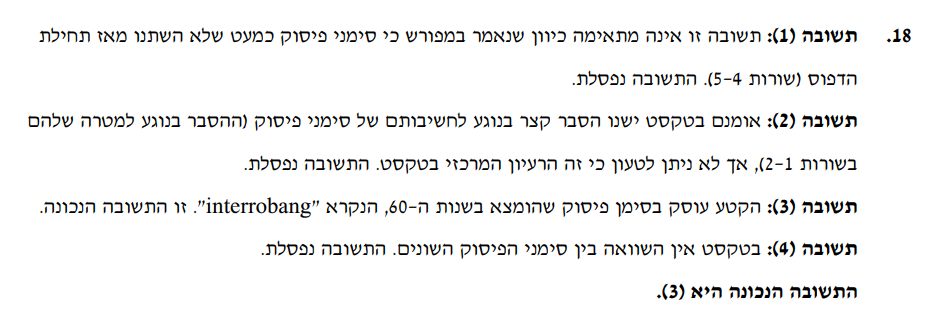 18. תשובה (1): תשובה זו אינה מתאימה כיוון שנאמר במפורש כי סימני פיסוק כמעט שלא השתנו מאז תחילת
הדפוס (שורות 4–5). התשובה נפסלת.
תשובה (2): אומנם בטקסט ישנו הסבר קצר בנוגע לחשיבותם של סימני פיסוק (ההסבר בנוגע למטרה שלהם
בשורות 1–2), אך לא ניתן לטעון כי זה הרעיון המרכזי בטקסט. התשובה נפסלת.
תשובה (3): הקטע עוסק בסימן פיסוק שהומצא בשנות ה-60, הנקרא "interrobang". זו התשובה הנכונה.
תשובה (4): בטקסט אין השוואה בין סימני הפיסוק השונים. התשובה נפסלת.
התשובה הנכונה היא (3).